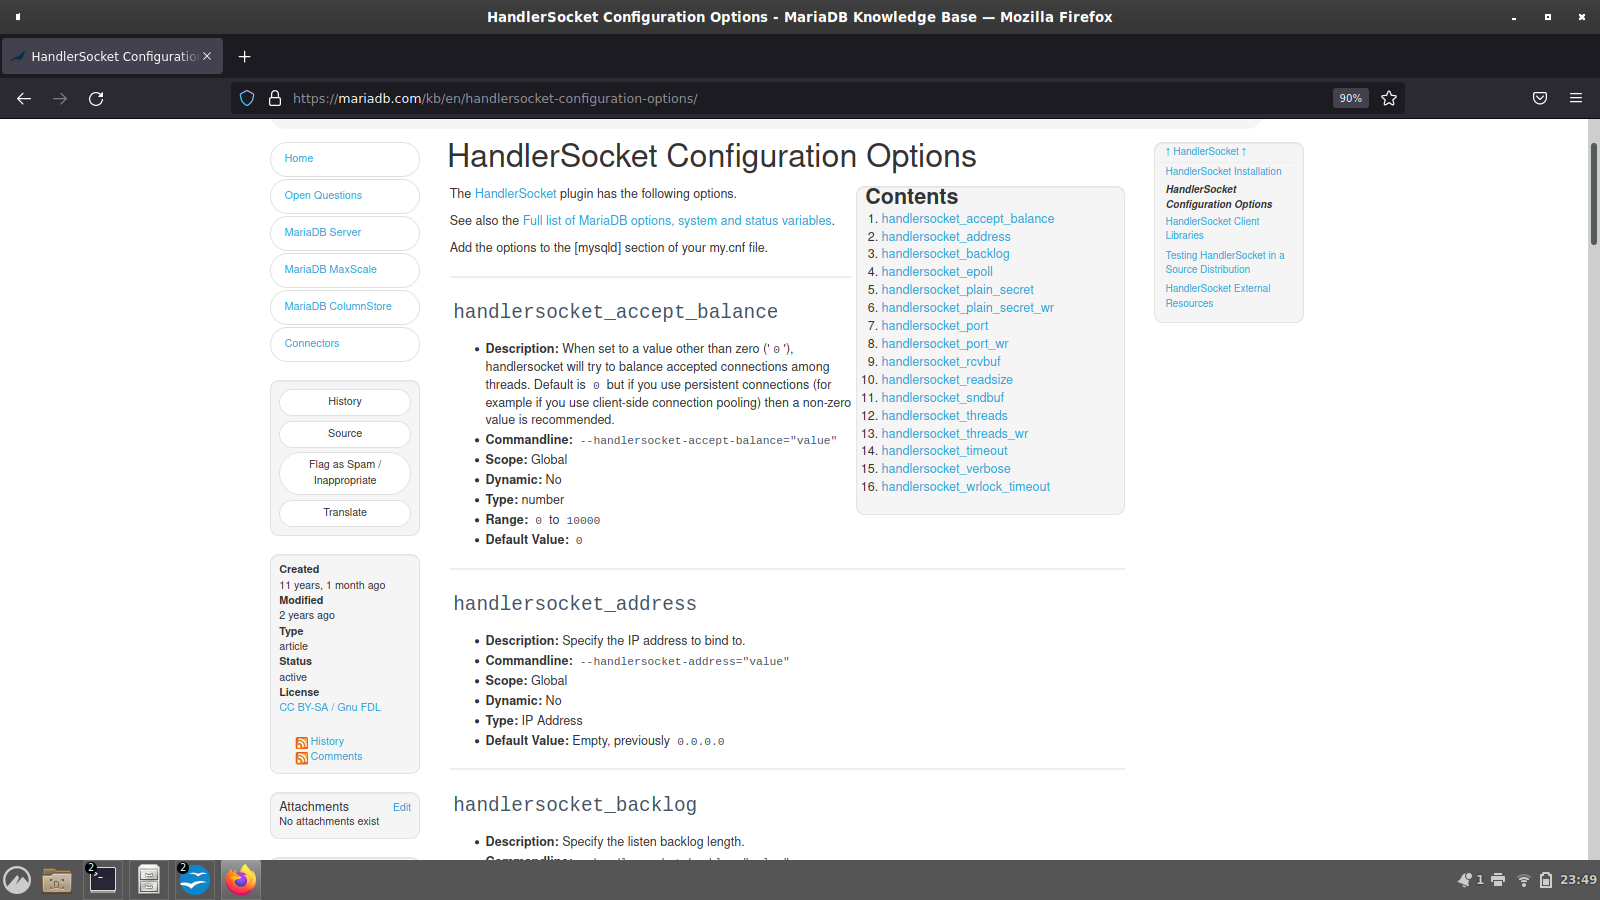 HandlerSocket Configuration Options - MariaDB Knowledge Base — Mozilla Firefox
HandlerSocket Configuratio
https://mariadb.com/kb/en/handlersocket-configuration-options/
90%
Home
Open Questions
MariaDB Server
MariaDB MaxScale
MariaDB ColumnStore
Connectors
History
Source
Flag as Spam /
Inappropriate
Translate
Created
11 years, 1 month ago
Modified
2 years ago
Type
article
Status
active
License
CC BY-SA / Gnu FDL
History
Comments
Attachments Edit
No attachments exist
HandlerSocket Configuration Options
The HandlerSocket plugin has the following options.
See also the Full list of MariaDB options, system and status variables.
Add the options to the [mysqld] section of your my.cnf file.
Contents
1. handlersocket_accept_balance
2. handlersocket_address
3. handlersocket_backlog
4. handlersocket_epoll
5. handlersocket_plain_secret
6. handlersocket_plain_secret_wr
7. handlersocket_port
8. handlersocket_port_wr
9. handlersocket_rcvbuf
10. handlersocket_readsize
11. handlersocket_sndbuf
12. handlersocket_threads
13. handlersocket_threads_wr
14. handlersocket_timeout
15. handlersocket_verbose
16. handlersocket_wrlock_timeout
handlersocket_accept_balance
• Description: When set to a value other than zero (' 0 '),
handlersocket will try to balance accepted connections among
threads. Default is 0 but if you use persistent connections (for
example if you use client-side connection pooling) then a non-zero
value is recommended.
• Commandline: --handlersocket-accept-balance="value"
• Scope: Global
• Dynamic: No
• Type: number
• Range: 0 to 10000
• Default Value: 0
handlersocket_address
• Description: Specify the IP address to bind to.
• Commandline: --handlersocket-address="value"
• Scope: Global
• Dynamic: No
• Type: IP Address
• Default Value: Empty, previously 0.0.0.0
handlersocket_backlog
• Description: Specify the listen backlog length.
↑ HandlerSocket ↑
HandlerSocket Installation
HandlerSocket
Configuration Options
HandlerSocket Client
Libraries
Testing HandlerSocket in a
Source Distribution
HandlerSocket External
Resources
2
2
1
23:49